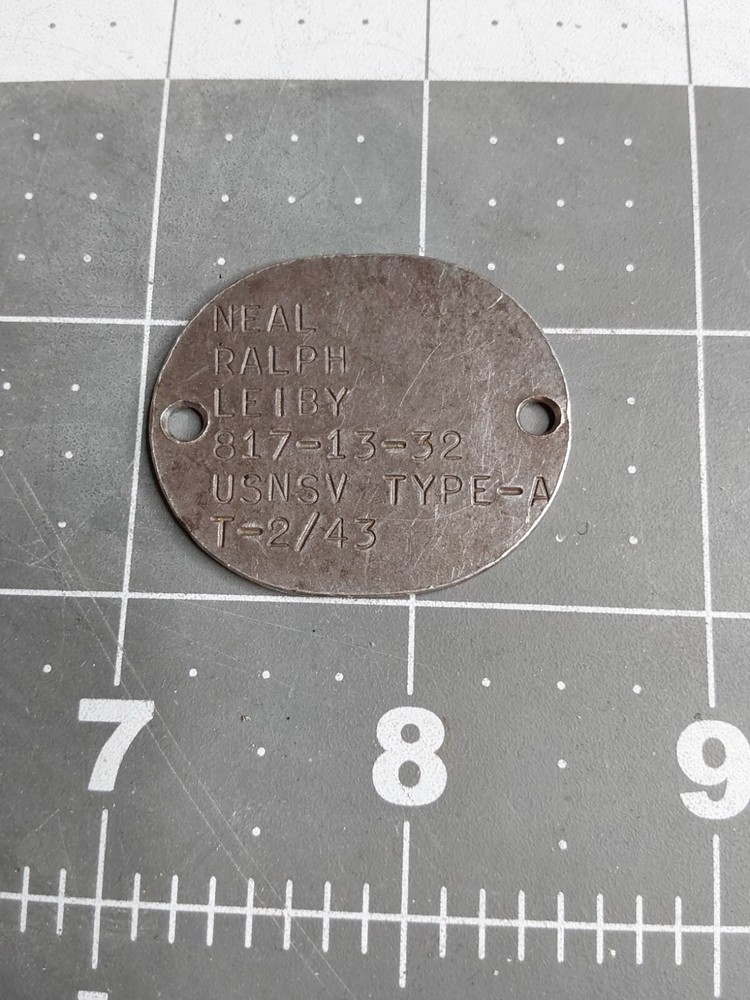 NEAL
RALPH
LEIBY
817-13-32
USNSV TYPE-A
T-2/43
7 8 9